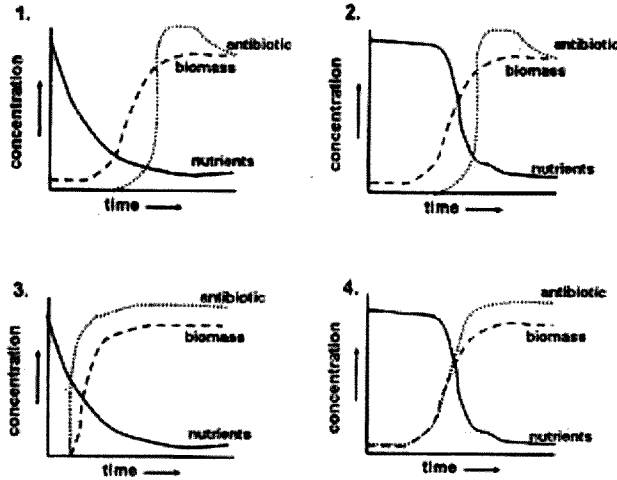 1.
antibiotic
biomass
nutrients
concentration
time
2.
antibiotic
biomass
nutrients
concentration
time
3.
antibiotic
biomass
nutrients
concentration
time
4.
antibiotic
biomass
nutrients
concentration
time